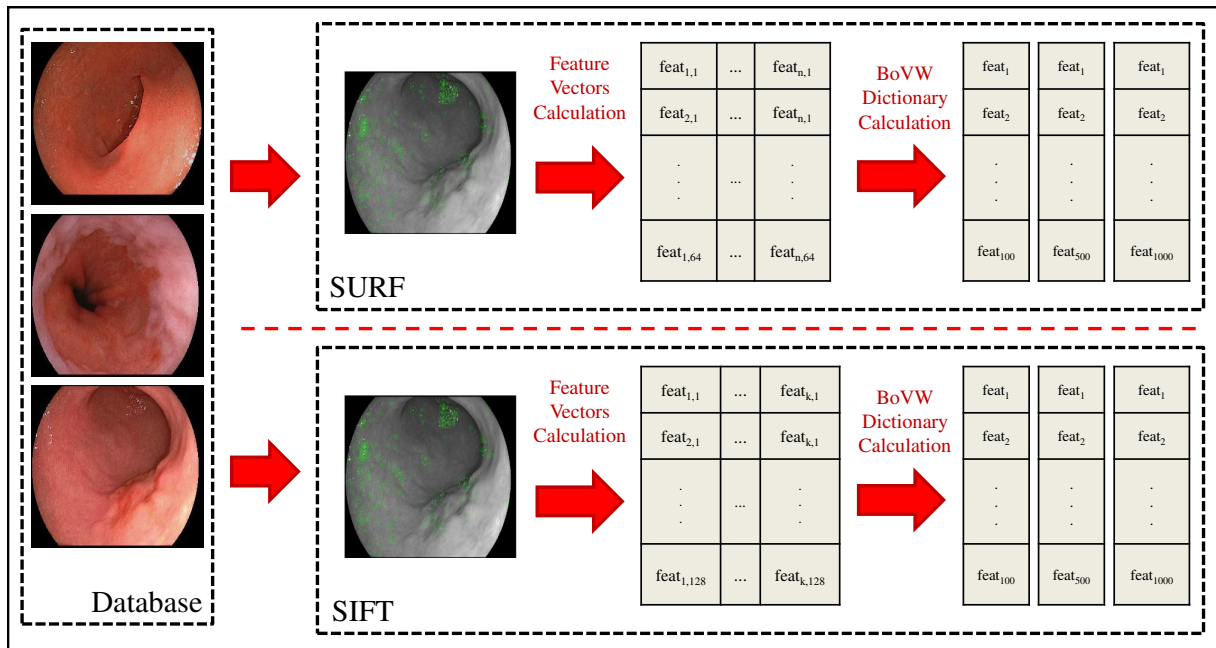 Database
SURF
Feature
Vectors
Calculation
feat1,1 ... featn,1
feat2,1 ... featn,1
. .
. ... .
. .
feat1,64 ... featn,64
BoVW
Dictionary
Calculation
feat1 feat1 feat1
feat2 feat2 feat2
. . .
. . .
. . .
feat100 feat500 feat1000
SIFT
Feature
Vectors
Calculation
feat1,1 ... featk,1
feat2,1 ... featk,1
. .
. ... .
. .
feat1,128 ... featk,128
BoVW
Dictionary
Calculation
feat1 feat1 feat1
feat2 feat2 feat2
. . .
. . .
. . .
feat100 feat500 feat1000